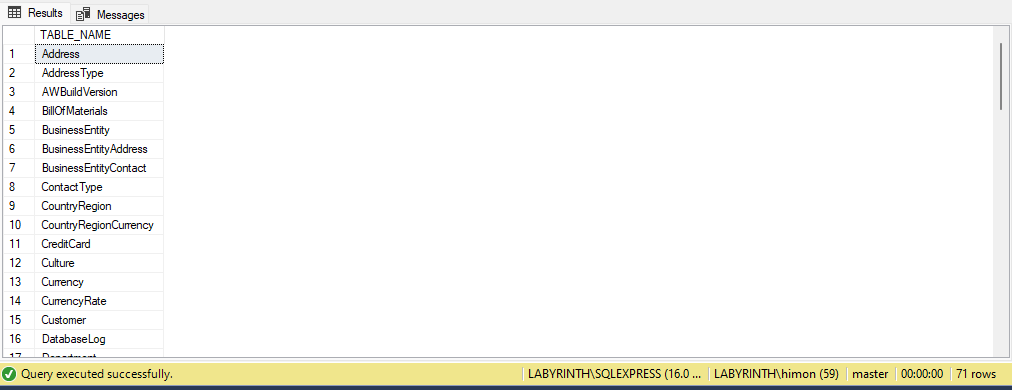 Results Messages
TABLE_NAME
1 Address
2 AddressType
3 AWBuildVersion
4 BillOfMaterials
5 BusinessEntity
6 BusinessEntityAddress
7 BusinessEntityContact
8 ContactType
9 CountryRegion
10 CountryRegionCurrency
11 CreditCard
12 Culture
13 Currency
14 CurrencyRate
15 Customer
16 DatabaseLog
17 Department
Query executed successfully. LABYRINTH\SQLEXPRESS (16.0 ... LABYRINTH\himon (59) master 00:00:00 71 rows